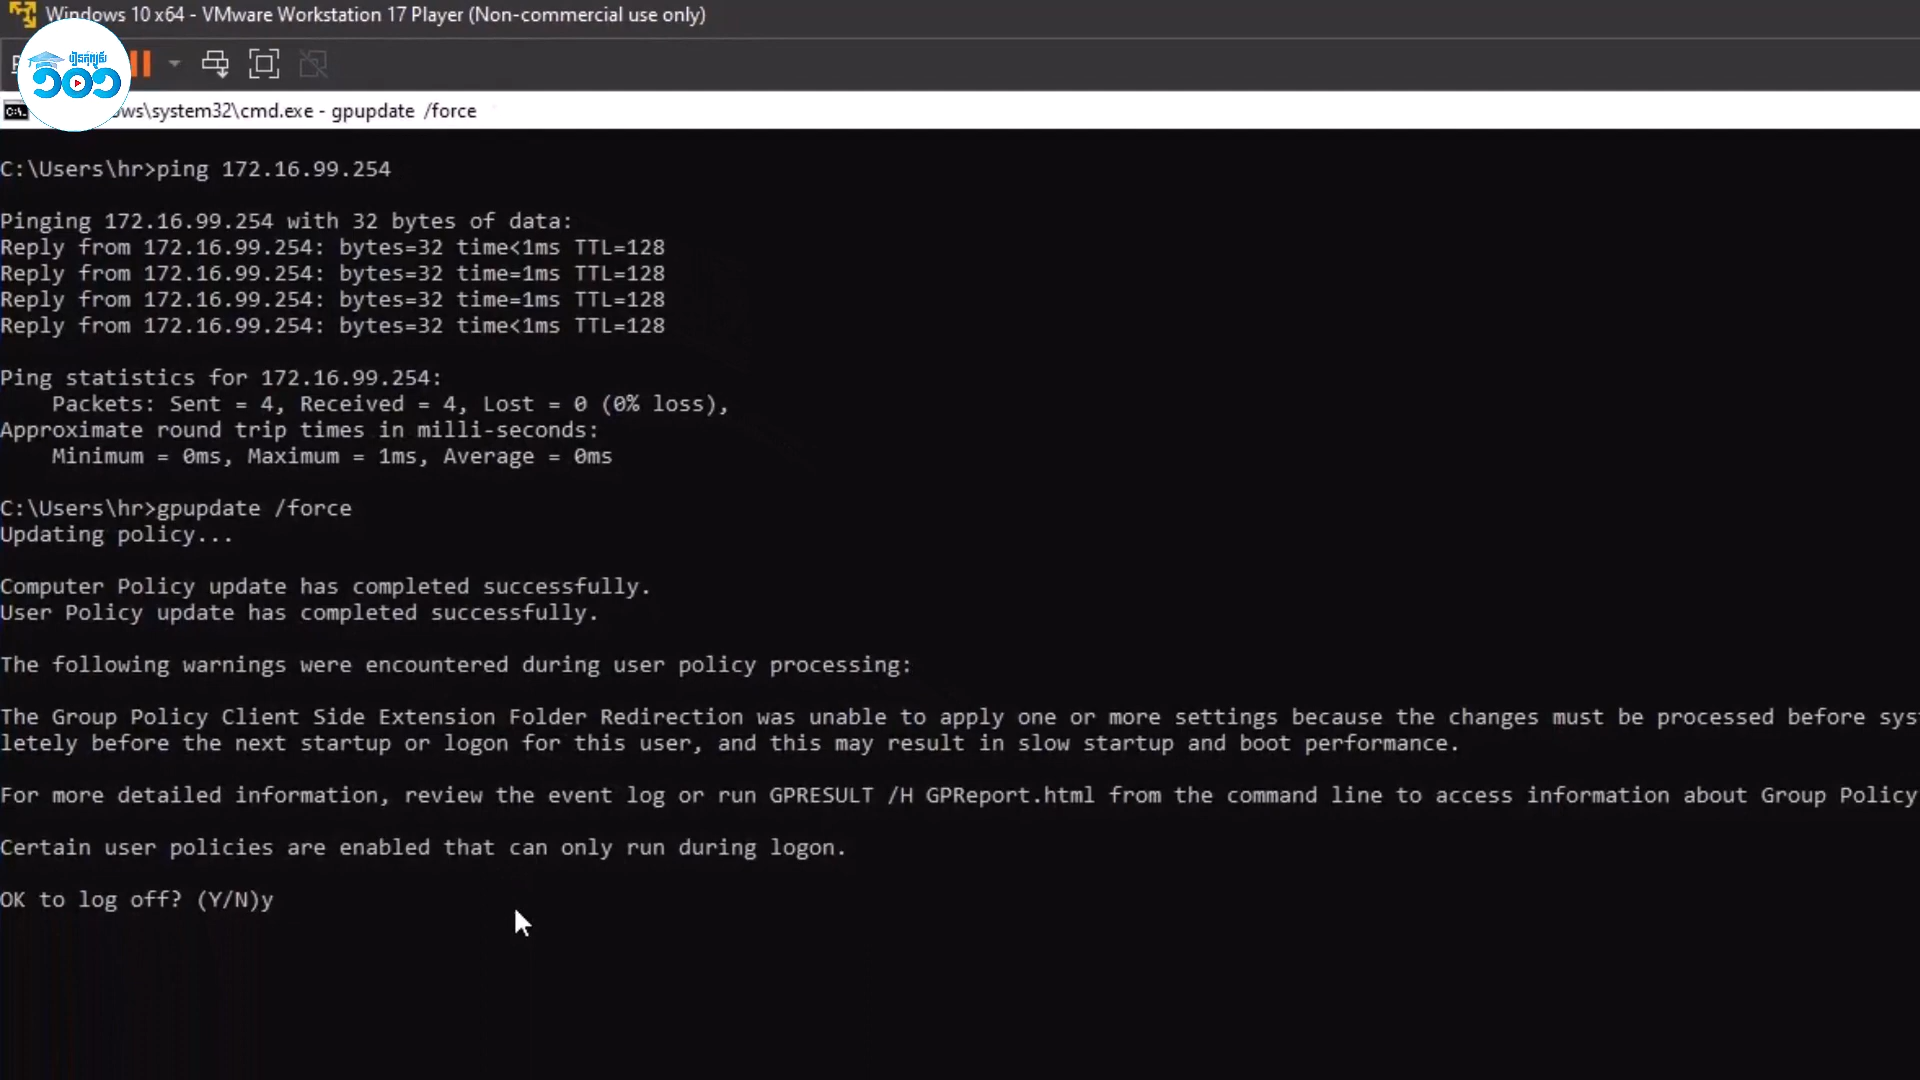 Windows 10 x64 - VMware Workstation 17 Player (Non-commercial use only)
រៀនកុំព្យូទ័រ
១០១
ows\system32\cmd.exe - gpupdate /force
C:\Users\hr>ping 172.16.99.254
Pinging 172.16.99.254 with 32 bytes of data:
Reply from 172.16.99.254: bytes=32 time<1ms TTL=128
Reply from 172.16.99.254: bytes=32 time=1ms TTL=128
Reply from 172.16.99.254: bytes=32 time=1ms TTL=128
Reply from 172.16.99.254: bytes=32 time<1ms TTL=128
Ping statistics for 172.16.99.254:
Packets: Sent = 4, Received = 4, Lost = 0 (0% loss),
Approximate round trip times in milli-seconds:
Minimum = 0ms, Maximum = 1ms, Average = 0ms
C:\Users\hr>gpupdate /force
Updating policy...
Computer Policy update has completed successfully.
User Policy update has completed successfully.
The following warnings were encountered during user policy processing:
The Group Policy Client Side Extension Folder Redirection was unable to apply one or more settings because the changes must be processed before sys
letely before the next startup or logon for this user, and this may result in slow startup and boot performance.
For more detailed information, review the event log or run GPRESULT /H GPReport.html from the command line to access information about Group Policy
Certain user policies are enabled that can only run during logon.
OK to log off? (Y/N)y